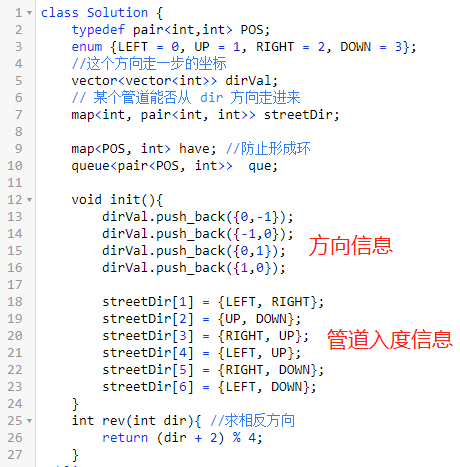 1 class Solution {
2 typedef pair<int,int> POS;
3 enum {LEFT = 0, UP = 1, RIGHT = 2, DOWN = 3};
4 //这个方向走一步的坐标
5 vector<vector<int>> dirVal;
6 // 某个管道能否从 dir 方向走进来
7 map<int, pair<int, int>> streetDir;
8
9 map<POS, int> have; //防止形成环
10 queue<pair<POS, int>>  que;
11
12 void init(){
13 dirVal.push_back({0,-1});
14 dirVal.push_back({-1,0});
15 dirVal.push_back({0,1}); 方向信息
16 dirVal.push_back({1,0});
17
18 streetDir[1] = {LEFT, RIGHT};
19 streetDir[2] = {UP, DOWN};
20 streetDir[3] = {RIGHT, UP}; 管道入度信息
21 streetDir[4] = {LEFT, UP};
22 streetDir[5] = {RIGHT, DOWN};
23 streetDir[6] = {LEFT, DOWN};
24 }
25 int rev(int dir){ //求相反方向
26 return (dir + 2) % 4;
27 }